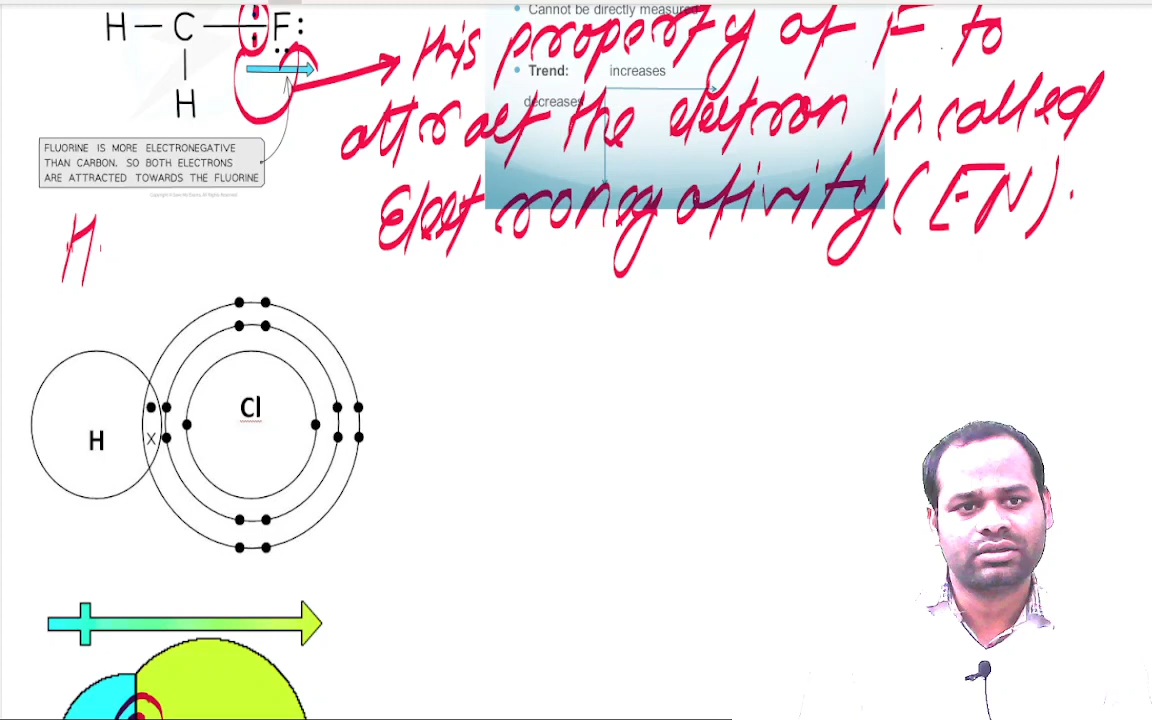 • Cannot be directly measured
H — C — F :
H
• Trend: increases
decreases
this property of F to
attract the electron is called
Electronegativity (EN).
FLUORINE IS MORE ELECTRONEGATIVE
THAN CARBON. SO BOTH ELECTRONS
ARE ATTRACTED TOWARDS THE FLUORINE
H
Cl
H
x